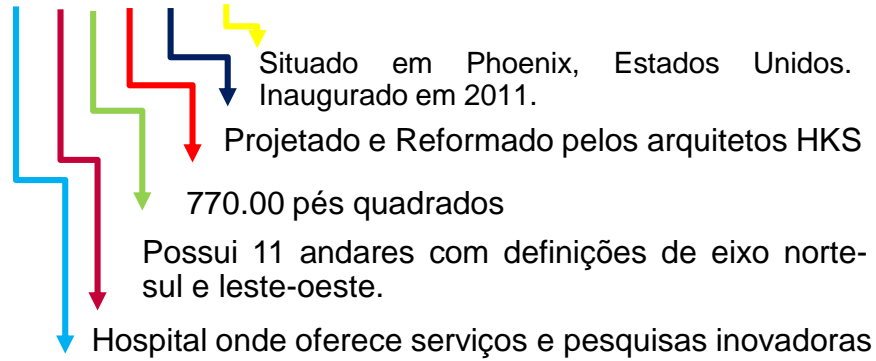 Situado em Phoenix, Estados Unidos.
Inaugurado em 2011.
Projetado e Reformado pelos arquitetos HKS
770.00 pés quadrados
Possui 11 andares com definições de eixo norte-
sul e leste-oeste.
Hospital onde oferece serviços e pesquisas inovadoras